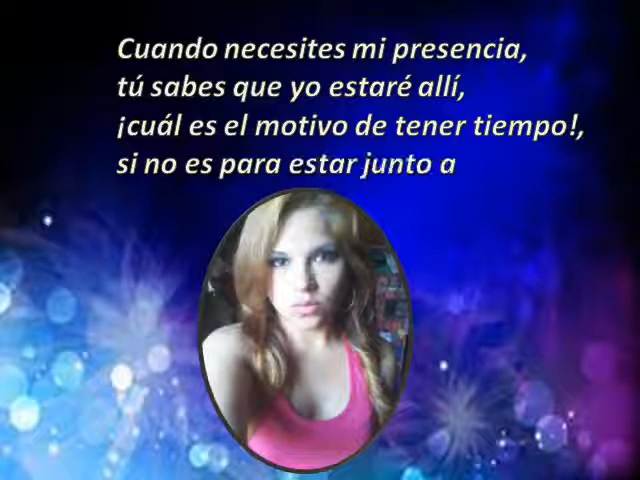 Cuando necesites mi presencia,
tú sabes que yo estaré allí,
¡cuál es el motivo de tener tiempo!,
si no es para estar junto a